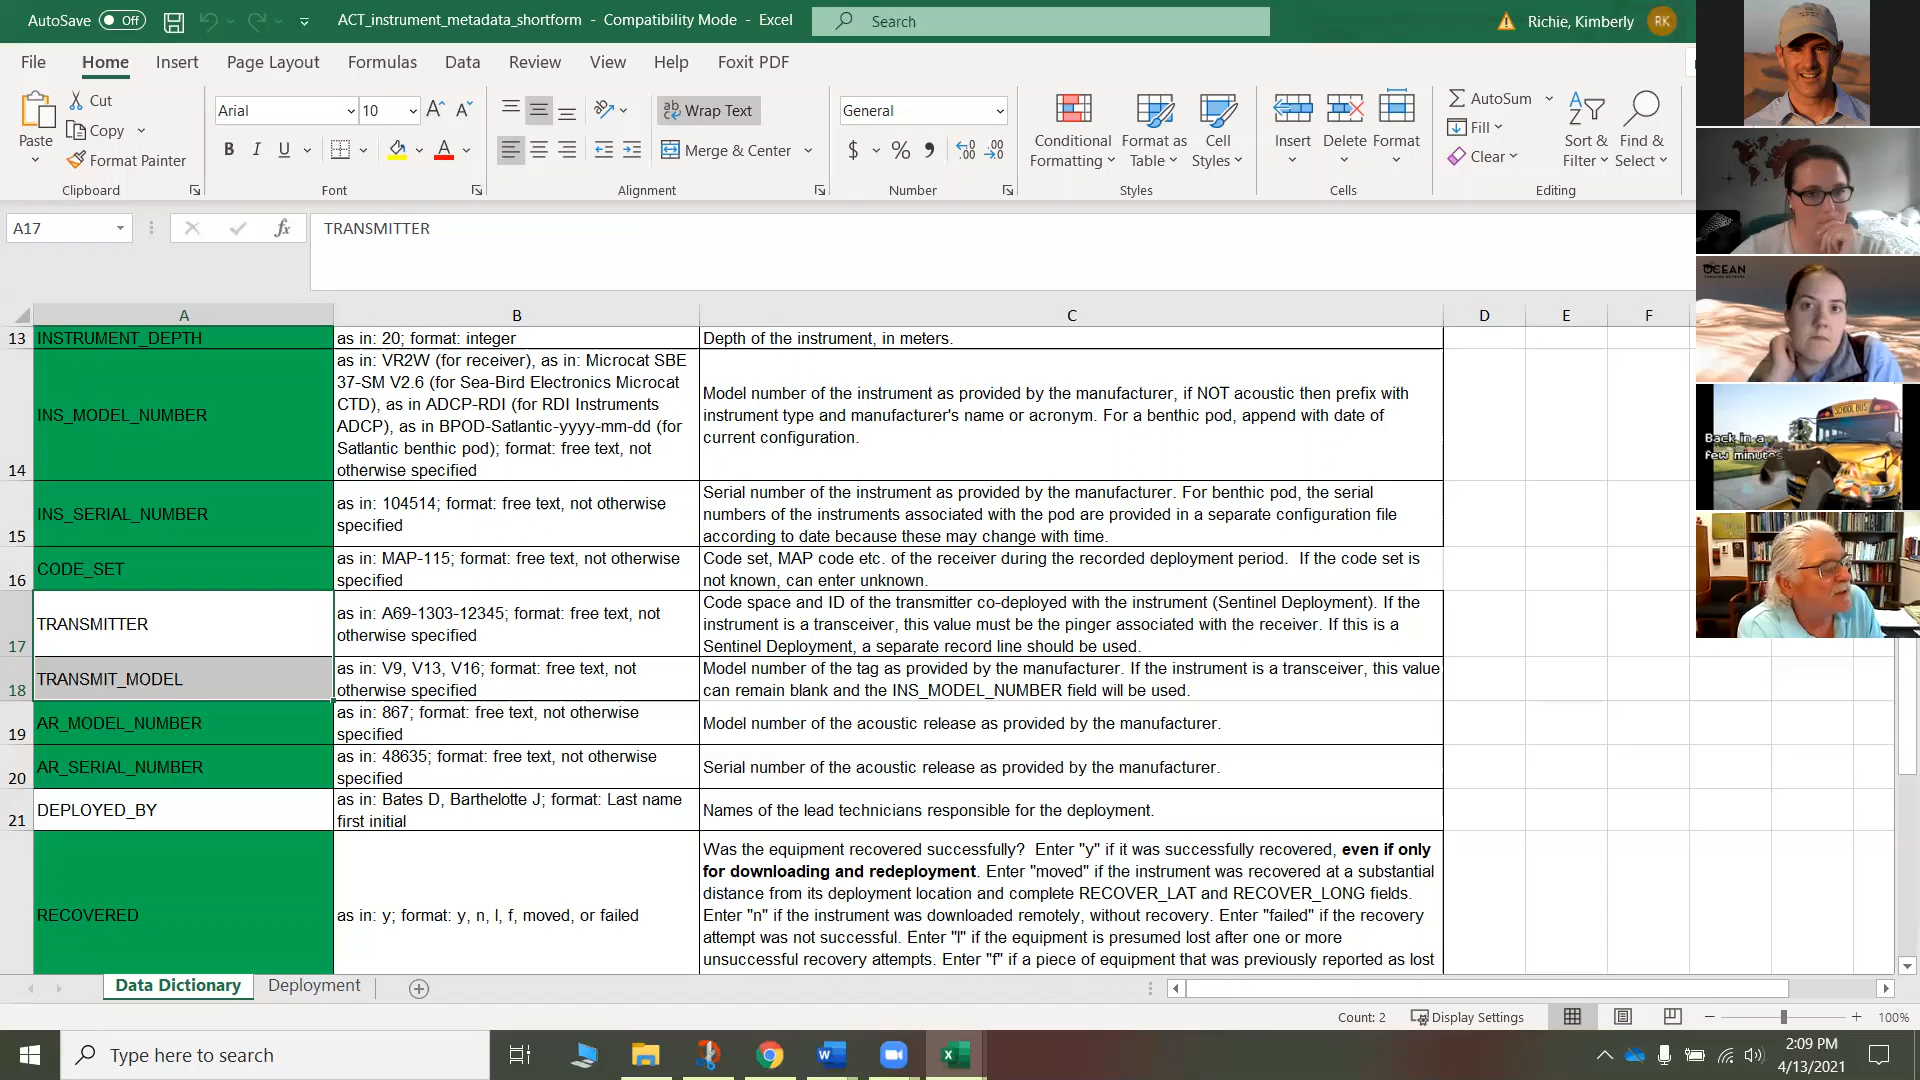 AutoSave Off ACT_instrument_metadata_shortform - Compatibility Mode - Excel Search Richie, Kimberly RK
File Home Insert Page Layout Formulas Data Review View Help Foxit PDF
Paste
Cut
Copy
Format Painter
Clipboard
Arial 10
B I U
Font
Wrap Text
Merge & Center
Alignment
General
$ % 9
Number
Conditional Formatting
Format as Table
Cell Styles
Styles
Insert Delete Format
Cells
AutoSum
Fill
Clear
Sort & Filter
Find & Select
Editing
A17 fx TRANSMITTER
A B C D E F
13 INSTRUMENT_DEPTH as in: 20; format: integer Depth of the instrument, in meters.
14 INS_MODEL_NUMBER
as in: VR2W (for receiver), as in: Microcat SBE
37-SM V2.6 (for Sea-Bird Electronics Microcat
CTD), as in ADCP-RDI (for RDI Instruments
ADCP), as in BPOD-Satlantic-yyyy-mm-dd (for
Satlantic benthic pod); format: free text, not
otherwise specified
Model number of the instrument as provided by the manufacturer, if NOT acoustic then prefix with
instrument type and manufacturer's name or acronym. For a benthic pod, append with date of
current configuration.
15 INS_SERIAL_NUMBER
as in: 104514; format: free text, not otherwise
specified
Serial number of the instrument as provided by the manufacturer. For benthic pod, the serial
numbers of the instruments associated with the pod are provided in a separate configuration file
according to date because these may change with time.
16 CODE_SET
as in: MAP-115; format: free text, not otherwise
specified
Code set, MAP code etc. of the receiver during the recorded deployment period. If the code set is
not known, can enter unknown.
17 TRANSMITTER
as in: A69-1303-12345; format: free text, not
otherwise specified
Code space and ID of the transmitter co-deployed with the instrument (Sentinel Deployment). If the
instrument is a transceiver, this value must be the pinger associated with the receiver. If this is a
Sentinel Deployment, a separate record line should be used.
18 TRANSMIT_MODEL
as in: V9, V13, V16; format: free text, not
otherwise specified
Model number of the tag as provided by the manufacturer. If the instrument is a transceiver, this value
can remain blank and the INS_MODEL_NUMBER field will be used.
19 AR_MODEL_NUMBER
as in: 867; format: free text, not otherwise
specified
Model number of the acoustic release as provided by the manufacturer.
20 AR_SERIAL_NUMBER
as in: 48635; format: free text, not otherwise
specified
Serial number of the acoustic release as provided by the manufacturer.
21 DEPLOYED_BY
as in: Bates D, Barthelotte J; format: Last name
first initial
Names of the lead technicians responsible for the deployment.
RECOVERED
as in: y; format: y, n, l, f, moved, or failed
Was the equipment recovered successfully? Enter "y" if it was successfully recovered, even if only
for downloading and redeployment. Enter "moved" if the instrument was recovered at a substantial
distance from its deployment location and complete RECOVER_LAT and RECOVER_LONG fields.
Enter "n" if the instrument was downloaded remotely, without recovery. Enter "failed" if the recovery
attempt was not successful. Enter "l" if the equipment is presumed lost after one or more
unsuccessful recovery attempts. Enter "f" if a piece of equipment that was previously reported as lost
OCEAN
SCHOOL BUS
Back in a
few minutes
Data Dictionary Deployment
Count: 2 Display Settings 100%
Type here to search
2:09 PM
4/13/2021